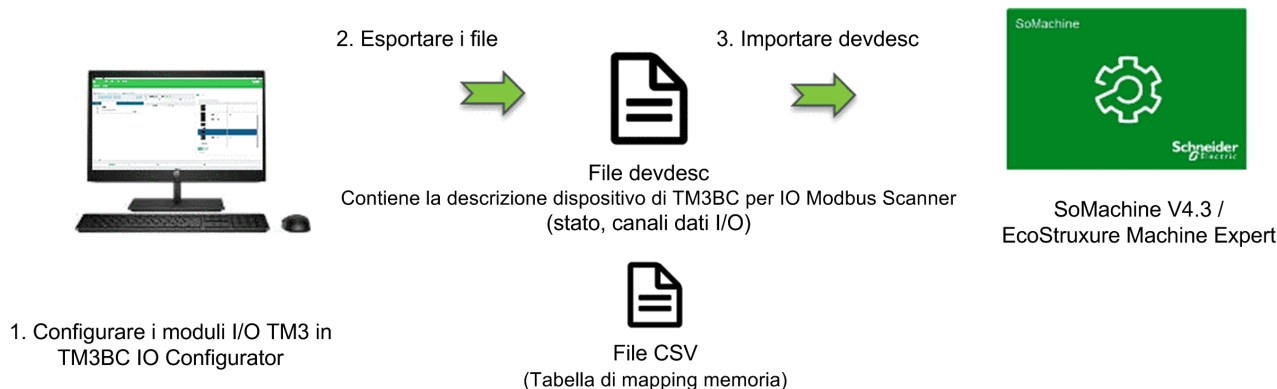 2. Esportare i file
3. Importare devdesc
SoMachine
Schneider
Electric
File devdesc
Contiene la descrizione dispositivo di TM3BC per IO Modbus Scanner
(stato, canali dati I/O)
SoMachine V4.3 /
EcoStruxure Machine Expert
1. Configurare i moduli I/O TM3 in
TM3BC IO Configurator
File CSV
(Tabella di mapping memoria)